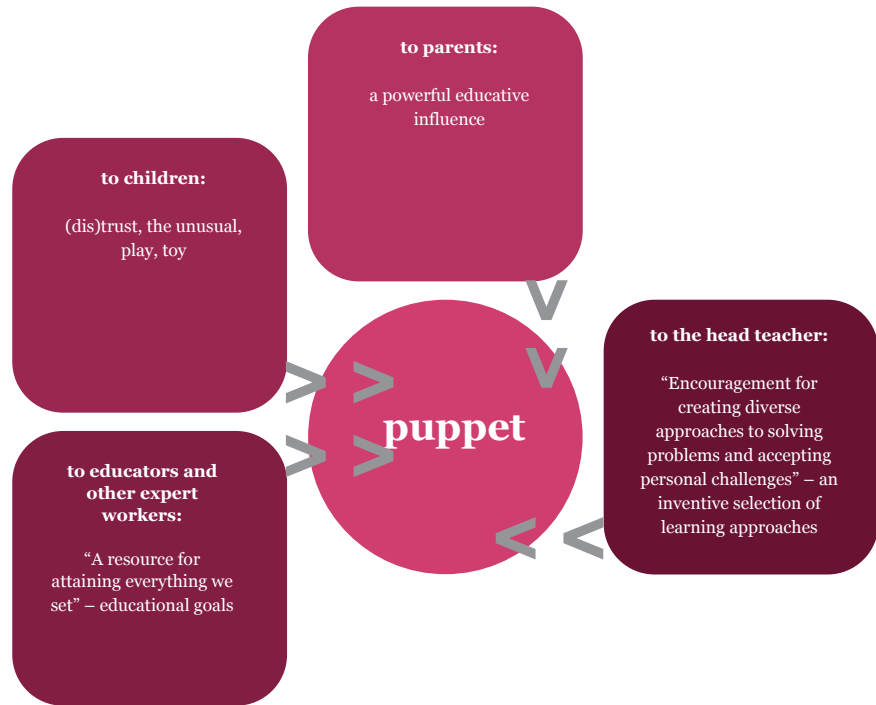 to parents:
a powerful educative
influence
to children:
(dis)trust, the unusual,
play, toy
to the head teacher:
“Encouragement for
creating diverse
approaches to solving
problems and accepting
personal challenges” – an
inventive selection of
learning approaches
puppet
to educators and
other expert
workers:
“A resource for
attaining everything we
set” – educational goals